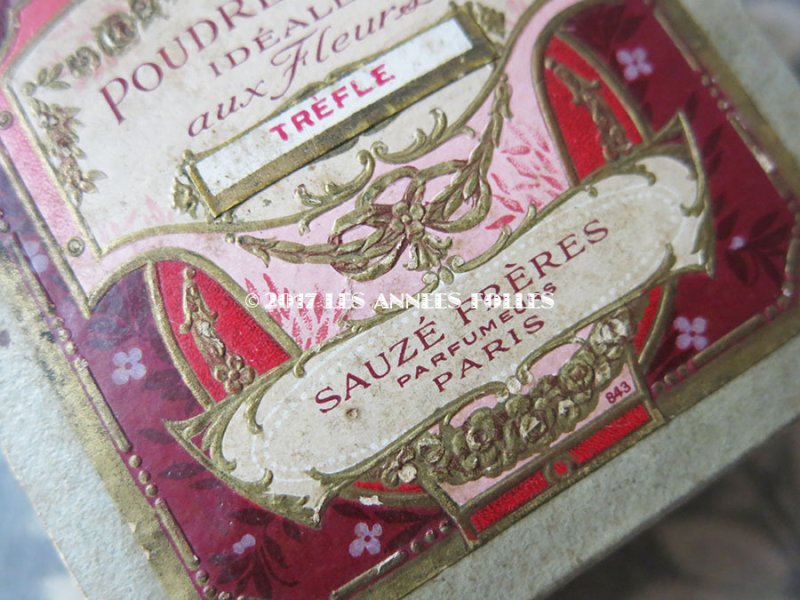 POUDRE
IDÉALE
aux Fleurs
TRÈFLE
© 2017 LES ANNEES FOLLES
SAUZÉ FRÈRES
PARFUMEURS
PARIS
843